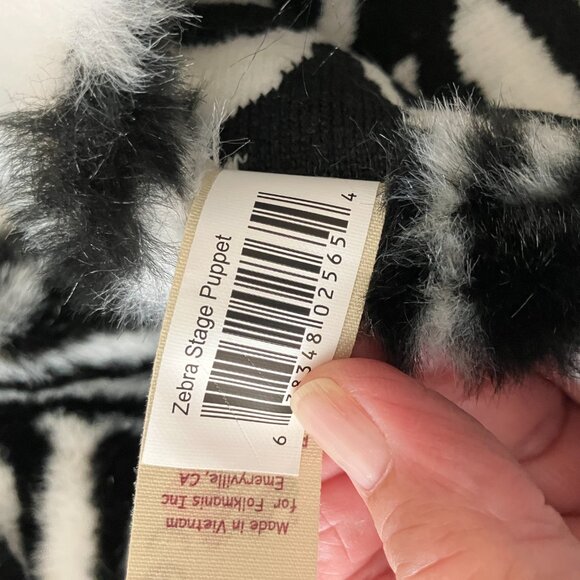 Zebra Stage Puppet
6 38348 02565 4
Made in Vietnam
for Folkmanis Inc
Emeryville, CA